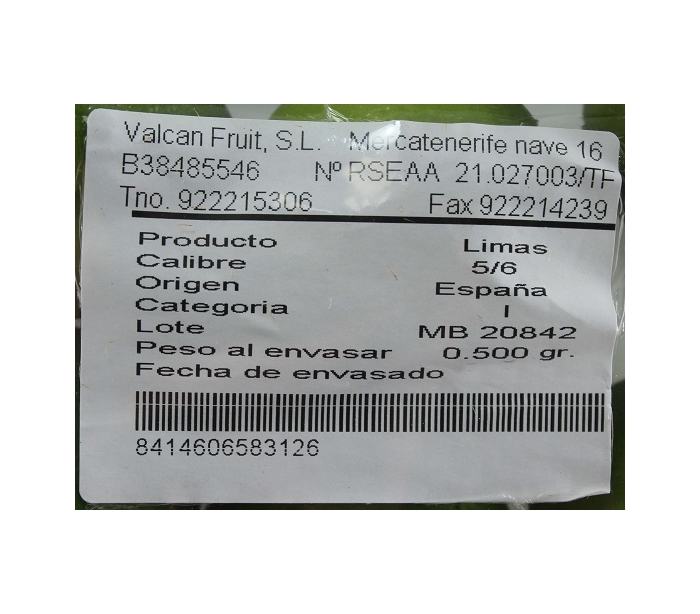 Valcan Fruit, S.L. Mercatenerife nave 16
B38485546 Nº RSEAA 21.027003/TF
Tno. 922215306 Fax 922214239
Producto Limas
Calibre 5/6
Origen España
Categoria I
Lote MB 20842
Peso al envasar 0.500 gr.
Fecha de envasado
8414606583126